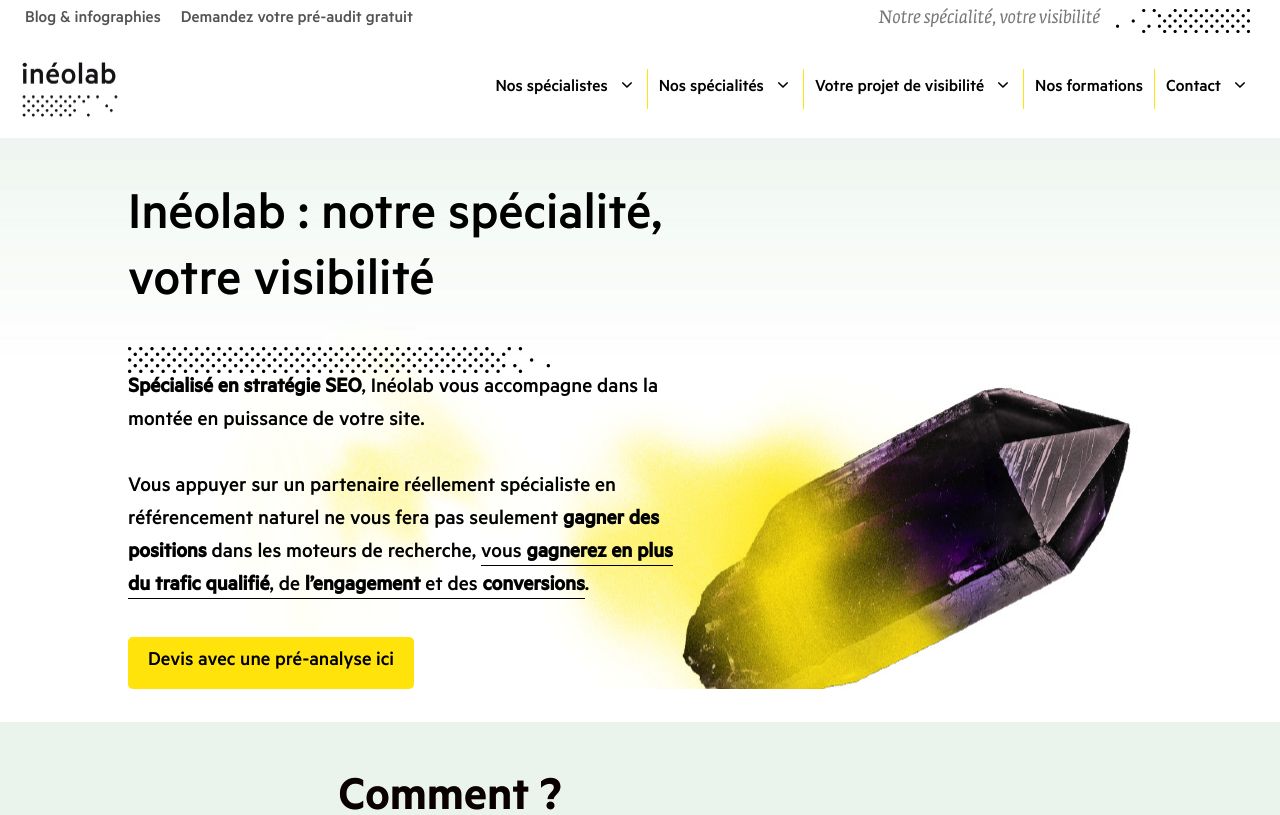 Blog & infographies Demandez votre pré-audit gratuit Notre spécialité, votre visibilité
inéolab
Nos spécialistes Nos spécialités Votre projet de visibilité Nos formations Contact
Inéolab : notre spécialité,
votre visibilité
Spécialisé en stratégie SEO, Inéolab vous accompagne dans la
montée en puissance de votre site.
Vous appuyer sur un partenaire réellement spécialiste en
référencement naturel ne vous fera pas seulement gagner des
positions dans les moteurs de recherche, vous gagnerez en plus
du trafic qualifié, de l’engagement et des conversions.
Devis avec une pré-analyse ici
Comment ?